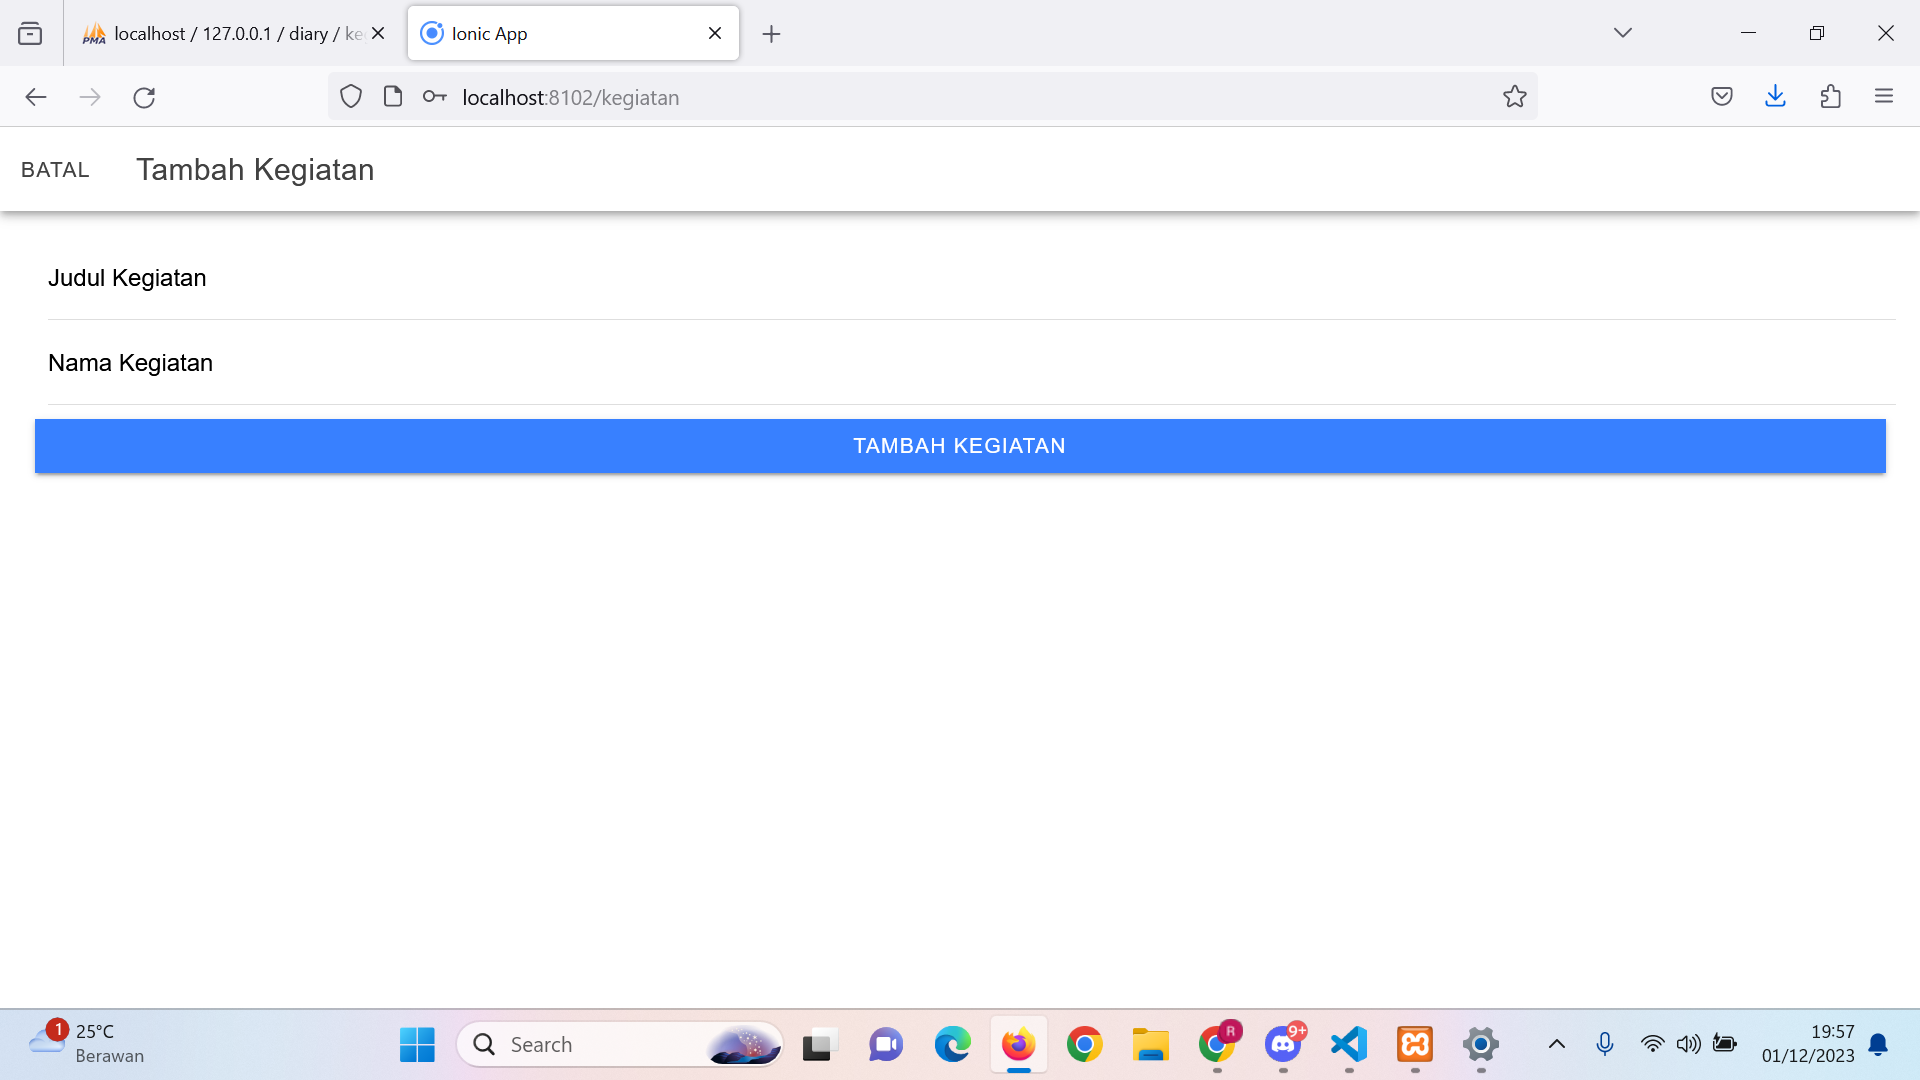 localhost / 127.0.0.1 / diary / ke
Ionic App
localhost:8102/kegiatan
BATAL
Tambah Kegiatan
Judul Kegiatan
Nama Kegiatan
TAMBAH KEGIATAN
1
25°C
Berawan
Search
R
9+
19:57
01/12/2023
PMA